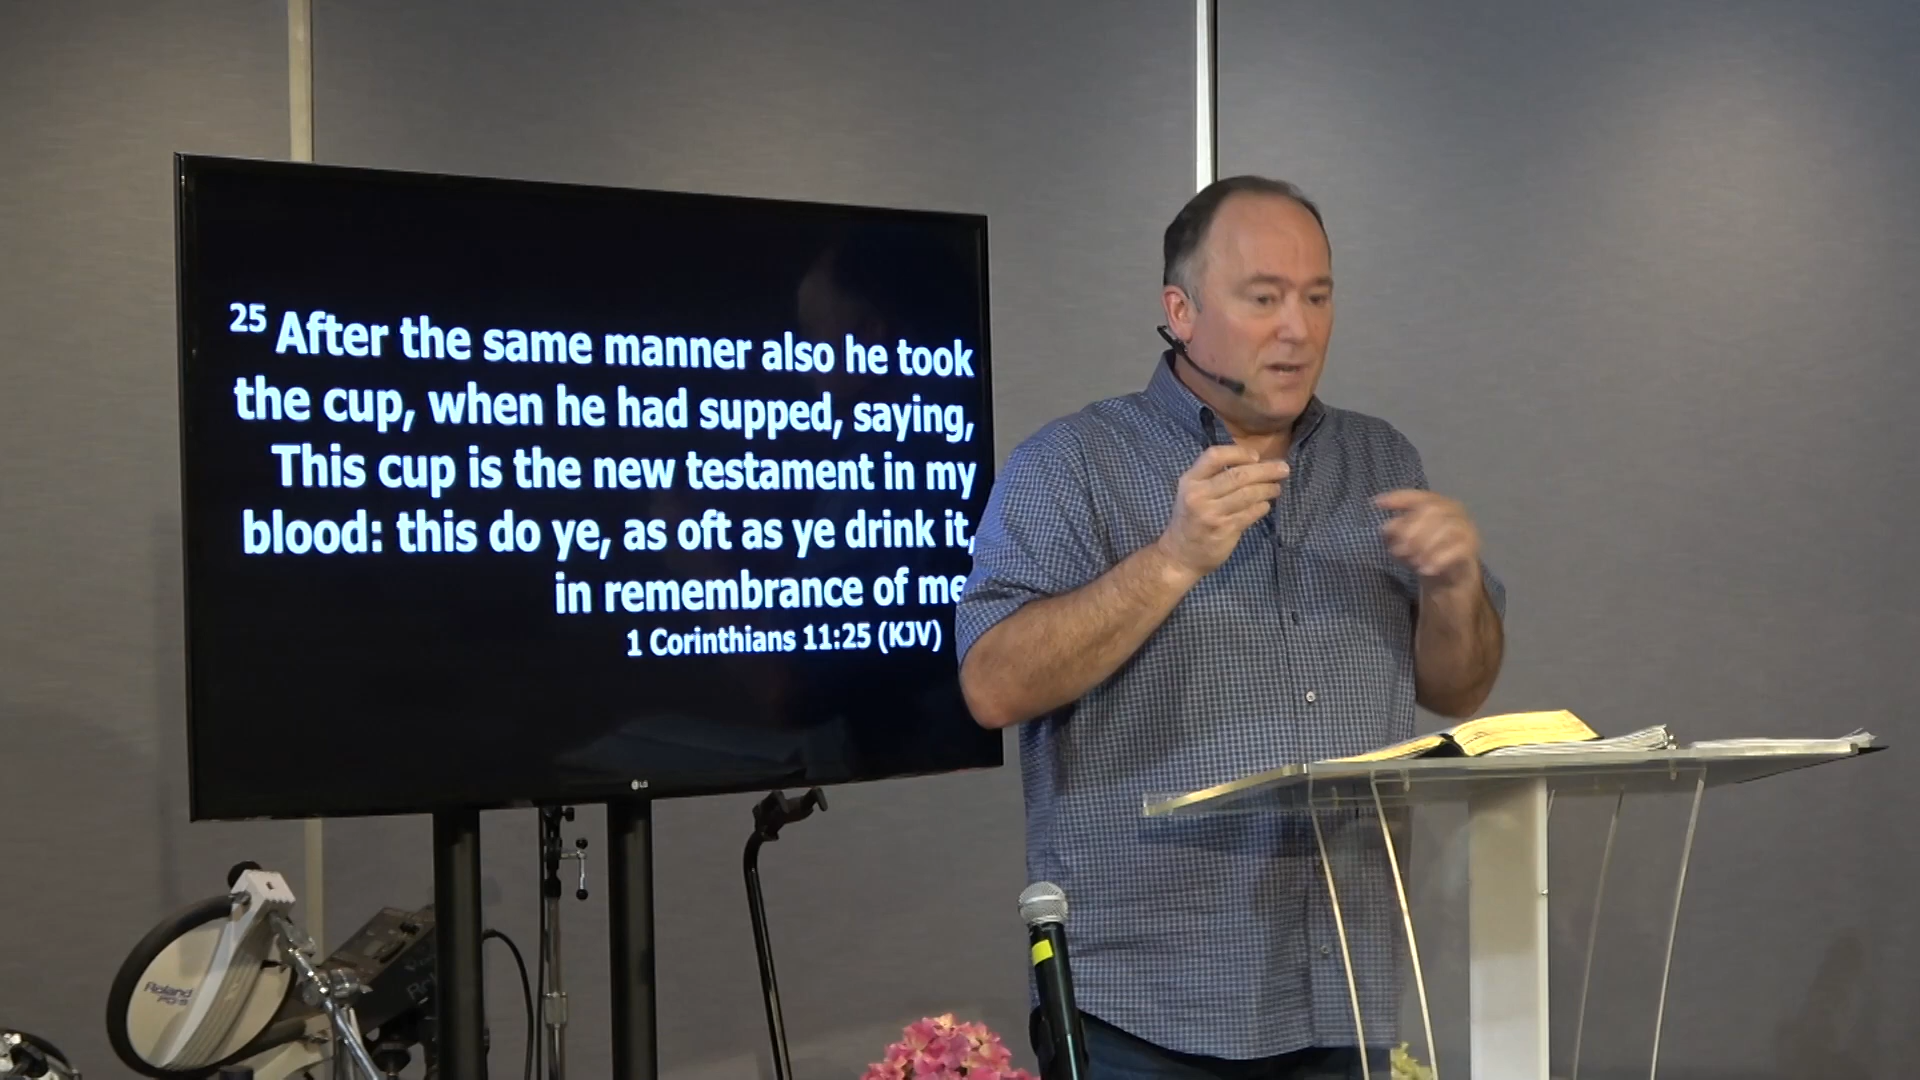 25 After the same manner also he took
the cup, when he had supped, saying,
This cup is the new testament in my
blood: this do ye, as oft as ye drink it,
in remembrance of me
1 Corinthians 11:25 (KJV)
LG
Roland